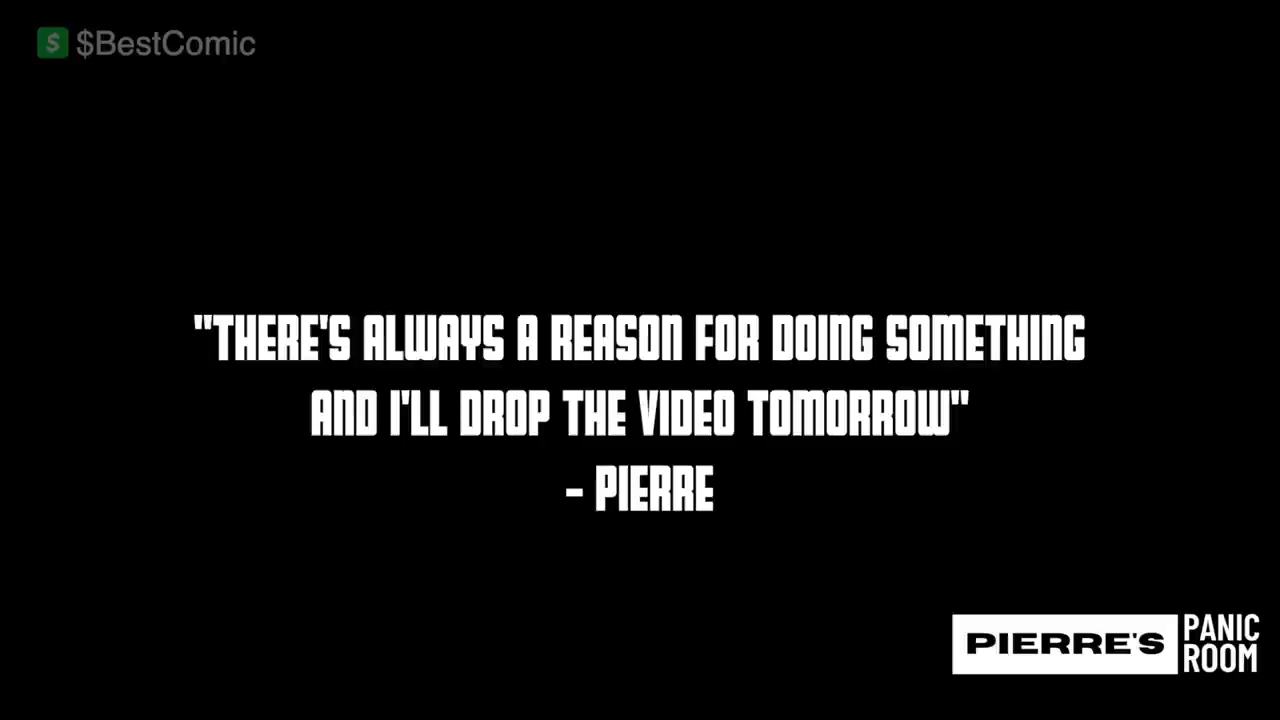 $BestComic
"THERE'S ALWAYS A REASON FOR DOING SOMETHING
AND I'LL DROP THE VIDEO TOMORROW"
- PIERRE
PIERRE'S PANIC
ROOM